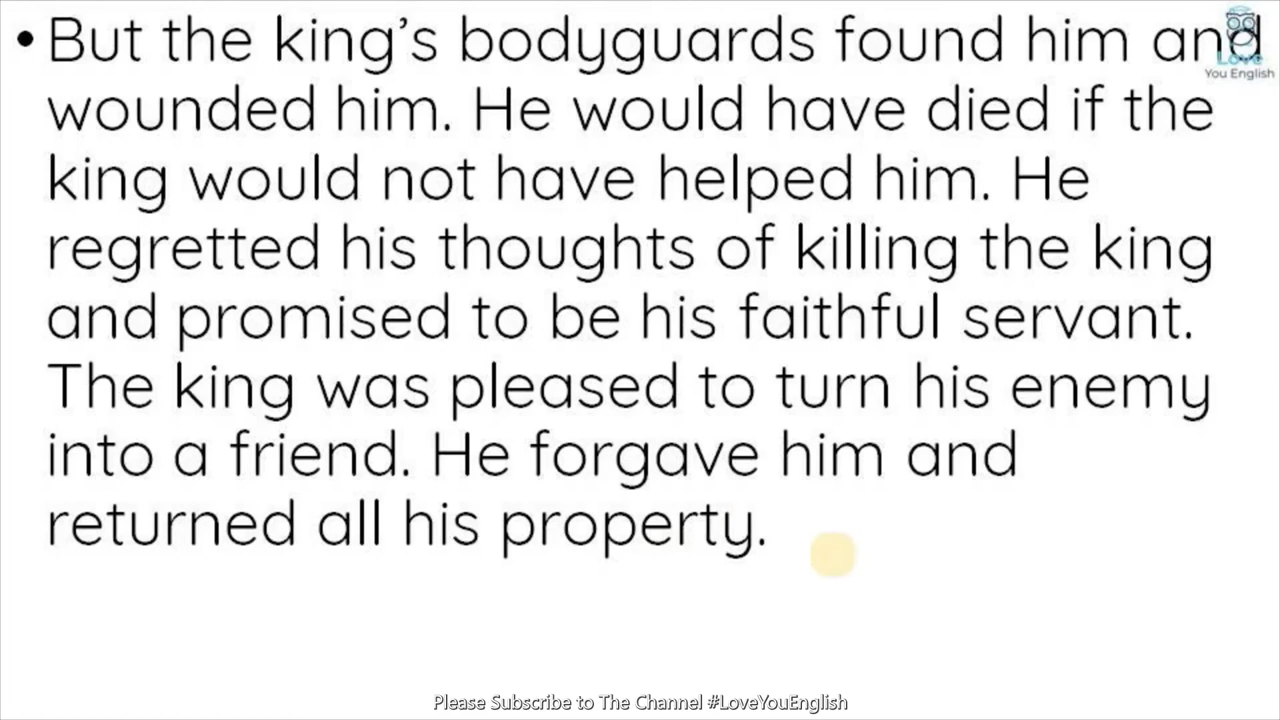 • But the king's bodyguards found him and
wounded him. He would have died if the
king would not have helped him. He
regretted his thoughts of killing the king
and promised to be his faithful servant.
The king was pleased to turn his enemy
into a friend. He forgave him and
returned all his property.
Love
You English
Please Subscribe to The Channel #LoveYouEnglish